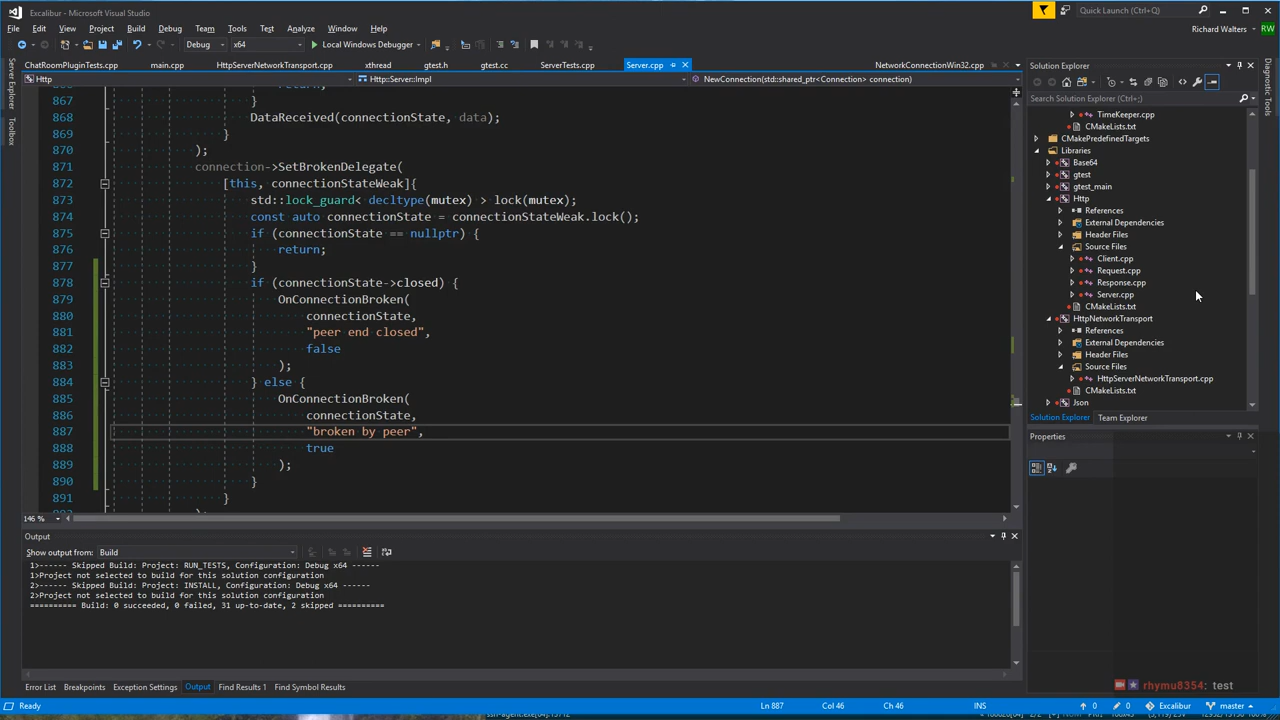 Excalibur - Microsoft Visual Studio
Quick Launch (Ctrl+Q)
File Edit View Project Build Debug Team Tools Test Analyze Window Help
Richard Walters RW
Debug x64 Local Windows Debugger
ChatRoomPluginTests.cpp main.cpp HttpServerNetworkTransport.cpp xthread gtest.h gtest.cc ServerTests.cpp Server.cpp NetworkConnectionWin32.cpp
Http Http::Server::Impl NewConnection(std::shared_ptr<Connection> connection)
867 }
868 DataReceived(connectionState, data);
869 }
870 );
871 connection->SetBrokenDelegate(
872 [this, connectionStateWeak]{
873 std::lock_guard< decltype(mutex) > lock(mutex);
874 const auto connectionState = connectionStateWeak.lock();
875 if (connectionState == nullptr) {
876 return;
877 }
878 if (connectionState->closed) {
879 OnConnectionBroken(
880 connectionState,
881 "peer end closed",
882 false
883 );
884 } else {
885 OnConnectionBroken(
886 connectionState,
887 "broken by peer",
888 true
889 );
890 }
891 }
146 %
Server Explorer
Toolbox
Output
Show output from: Build
1>------ Skipped Build: Project: RUN_TESTS, Configuration: Debug x64 ------
1>Project not selected to build for this solution configuration
2>------ Skipped Build: Project: INSTALL, Configuration: Debug x64 ------
2>Project not selected to build for this solution configuration
========== Build: 0 succeeded, 0 failed, 31 up-to-date, 2 skipped ==========
Error List Breakpoints Exception Settings Output Find Results 1 Find Symbol Results
Solution Explorer
Search Solution Explorer (Ctrl+;)
TimeKeeper.cpp
CMakeLists.txt
CMakePredefinedTargets
Libraries
Base64
gtest
gtest_main
Http
References
External Dependencies
Header Files
Source Files
Client.cpp
Request.cpp
Response.cpp
Server.cpp
CMakeLists.txt
HttpNetworkTransport
References
External Dependencies
Header Files
Source Files
HttpServerNetworkTransport.cpp
CMakeLists.txt
Json
Solution Explorer Team Explorer
Properties
Diagnostic Tools
rhymu8354: test
Ready Ln 887 Col 46 Ch 46 INS 0 0 Excalibur master